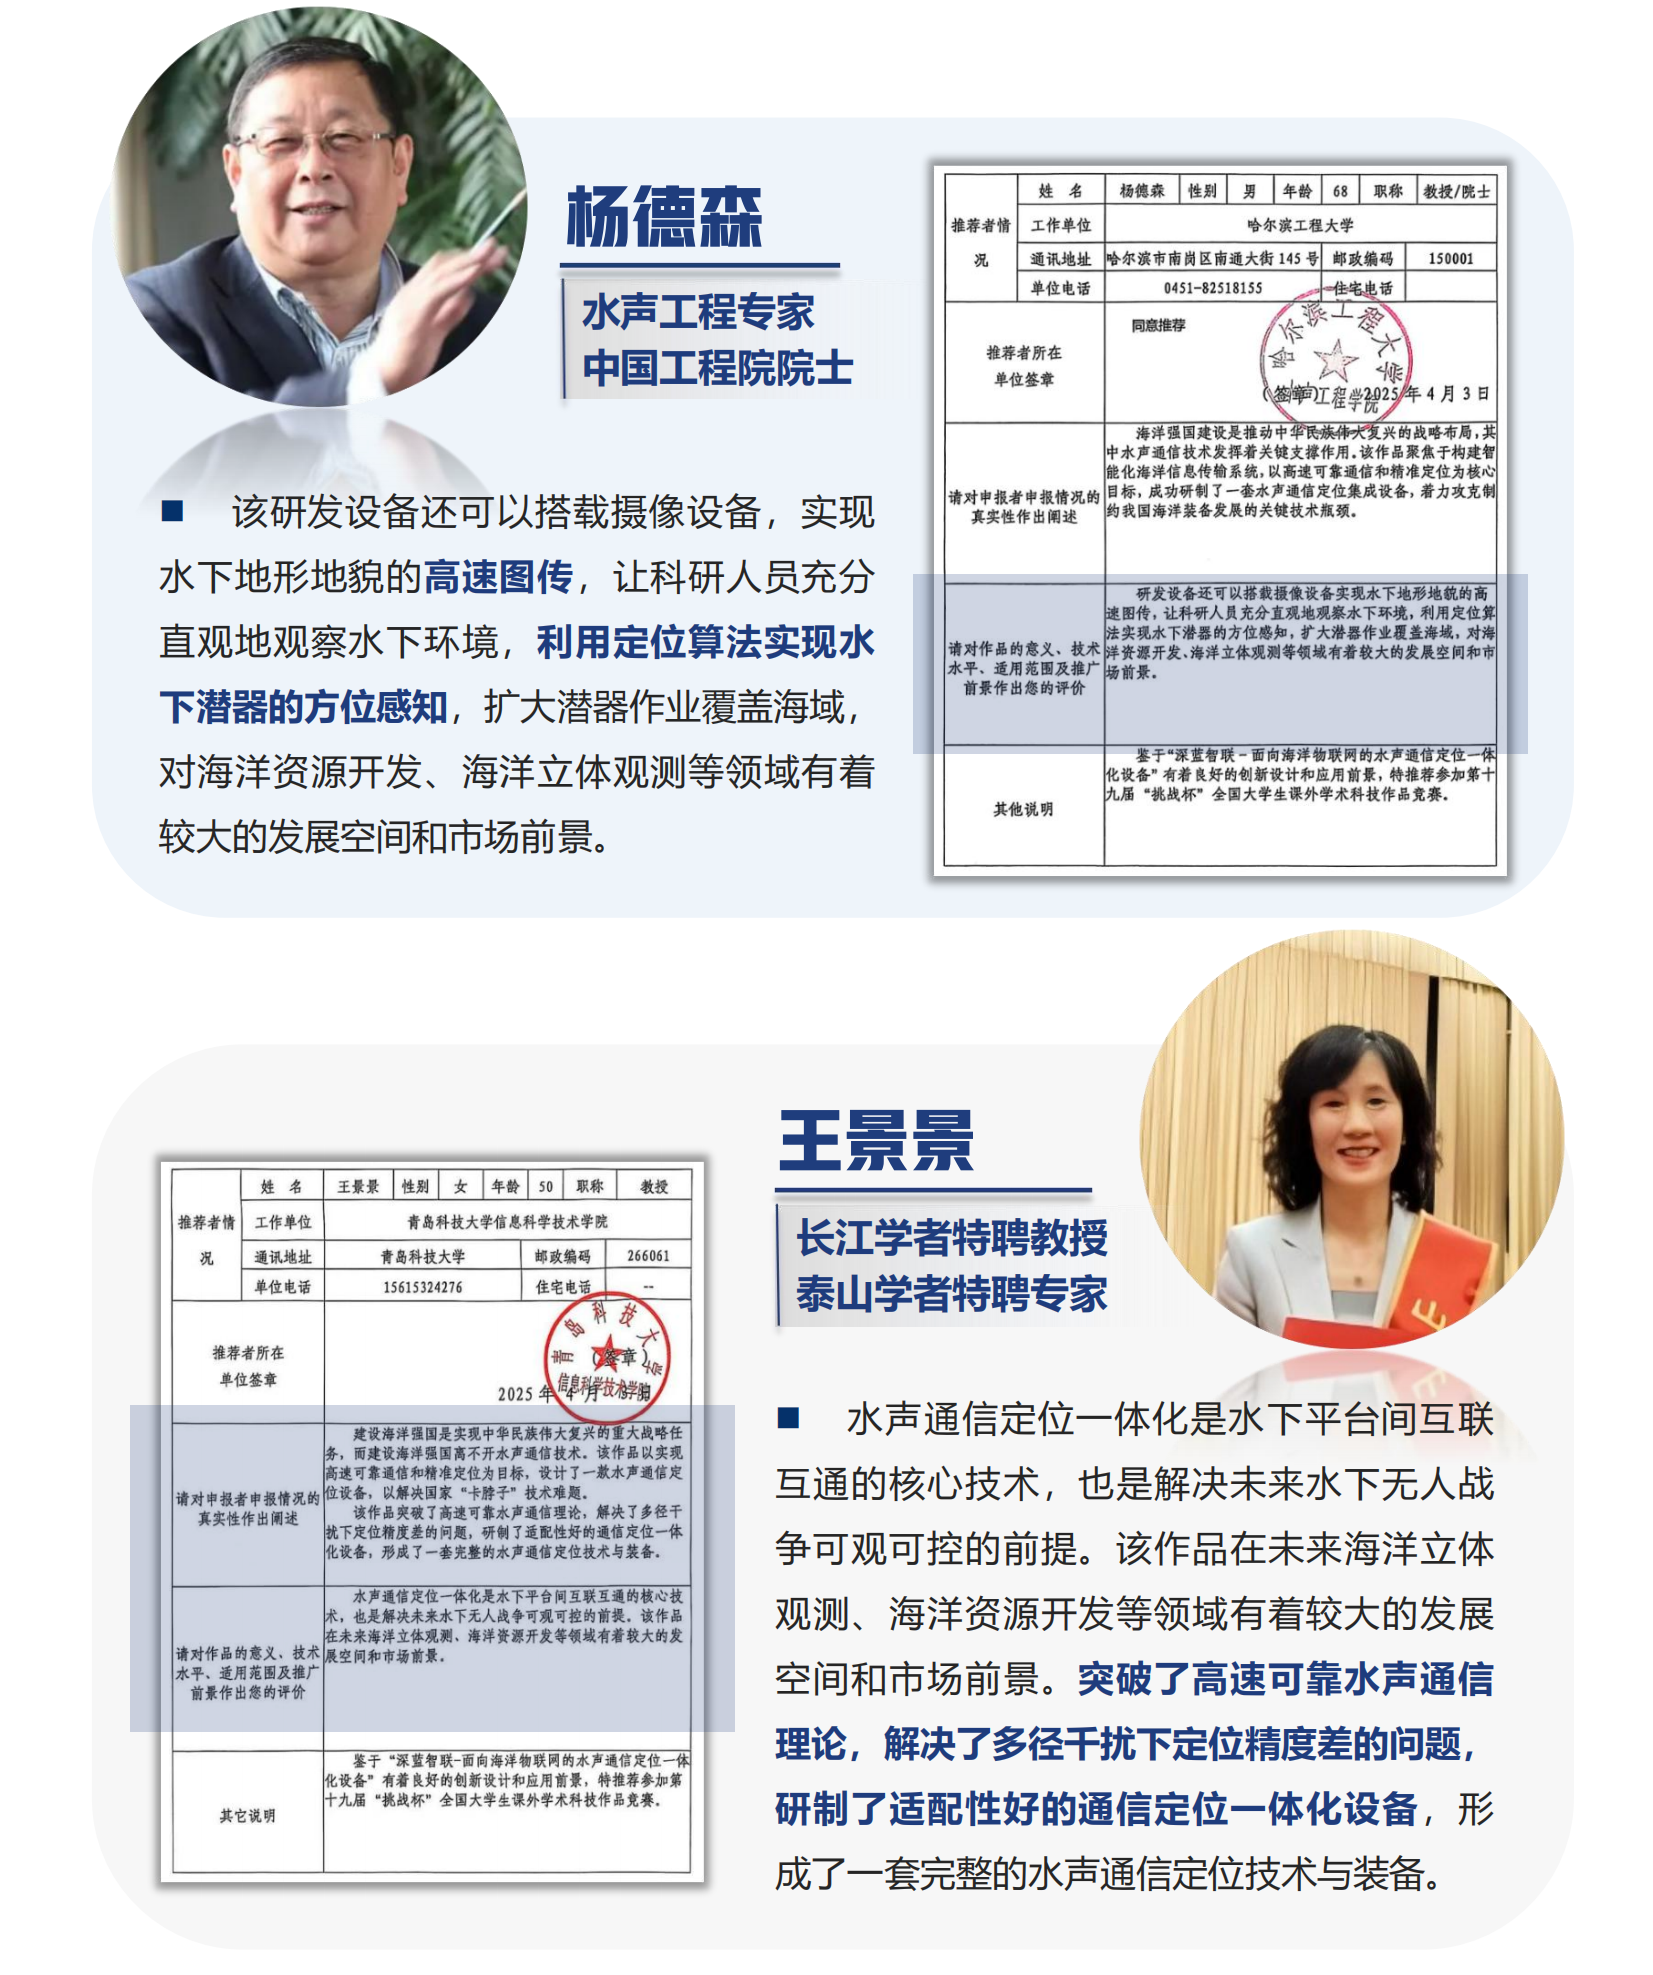 杨德森
水声工程专家
中国工程院院士
■ 该研发设备还可以搭载摄像设备，实现
水下地形地貌的高速图传，让科研人员充分
直观地观察水下环境，利用定位算法实现水
下潜器的方位感知，扩大潜器作业覆盖海域，
对海洋资源开发、海洋立体观测等领域有着
较大的发展空间和市场前景。
推荐者情况
姓 名 杨德森 性别 男 年龄 68 职称 教授/院士
工作单位 哈尔滨工程大学
通讯地址 哈尔滨市南岗区南通大街 145 号 邮政编码 150001
单位电话 0451-82518155 住宅电话
推荐者所在
单位签章
同意推荐
哈尔滨工程大学
水声工程学院
（签章） 2025 年 4 月 3 日
请对申报者申报情况的
真实性作出阐述
海洋强国建设是推动中华民族伟大复兴的战略布局，其
中水声通信技术发挥着关键支撑作用。该作品聚焦于构建智
能化海洋信息传输系统，以高速可靠通信和精准定位为核心
目标，成功研制了一套水声通信定位集成设备，着力攻克制
约我国海洋装备发展的关键技术瓶颈。
请对作品的意义、技术
水平、适用范围及推广
前景作出您的评价
研发设备还可以搭载摄像设备实现水下地形地貌的高
速图传，让科研人员充分直观地观察水下环境，利用定位算
法实现水下潜器的方位感知，扩大潜器作业覆盖海域，对海
洋资源开发、海洋立体观测等领域有着较大的发展空间和市
场前景。
其他说明
鉴于“深蓝智联－面向海洋物联网的水声通信定位一体
化设备”有着良好的创新设计和应用前景，特推荐参加第十
九届“挑战杯”全国大学生课外学术科技作品竞赛。
王景景
长江学者特聘教授
泰山学者特聘专家
■ 水声通信定位一体化是水下平台间互联
互通的核心技术，也是解决未来水下无人战
争可观可控的前提。该作品在未来海洋立体
观测、海洋资源开发等领域有着较大的发展
空间和市场前景。突破了高速可靠水声通信
理论，解决了多径干扰下定位精度差的问题，
研制了适配性好的通信定位一体化设备，形
成了一套完整的水声通信定位技术与装备。
推荐者情况
姓 名 王景景 性别 女 年龄 50 职称 教授
工作单位 青岛科技大学信息科学技术学院
通讯地址 青岛科技大学 邮政编码 266061
单位电话 15615324276 住宅电话 --
推荐者所在
单位签章
青岛科技大学
信息科学技术学院
（签章）
2025 年 4 月 3 日
请对申报者申报情况的
真实性作出阐述
建设海洋强国是实现中华民族伟大复兴的重大战略任
务，而建设海洋强国离不开水声通信技术。该作品以实现
高速可靠通信和精准定位为目标，设计了一款水声通信定
位设备，以解决国家“卡脖子”技术难题。
该作品突破了高速可靠水声通信理论，解决了多径干
扰下定位精度差的问题，研制了适配性好的通信定位一体
化设备，形成了一套完整的水声通信定位技术与装备。
请对作品的意义、技术
水平、适用范围及推广
前景作出您的评价
水声通信定位一体化是水下平台间互联互通的核心技
术，也是解决未来水下无人战争可观可控的前提。该作品
在未来海洋立体观测、海洋资源开发等领域有着较大的发
展空间和市场前景。
其它说明
鉴于“深蓝智联-面向海洋物联网的水声通信定位一体
化设备”有着良好的创新设计和应用前景，特推荐参加第
十九届“挑战杯”全国大学生课外学术科技作品竞赛。